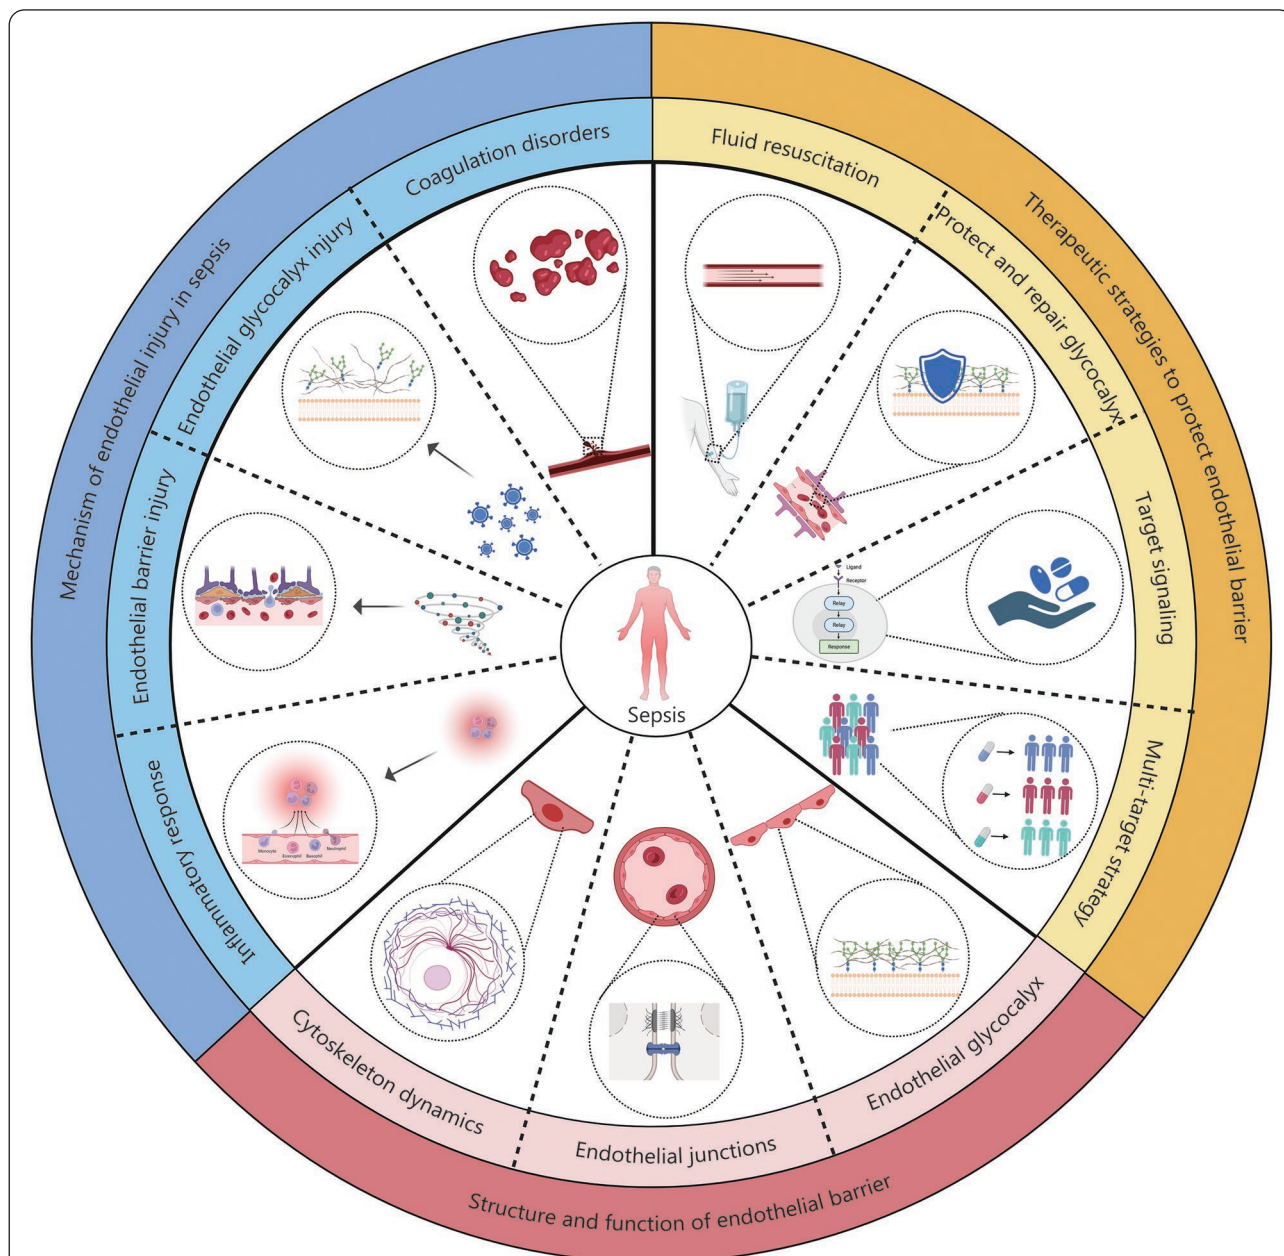 Mechanism of endothelial injury in sepsis
Coagulation disorders
Endothelial glycocalyx injury
Endothelial barrier injury
Inflammatory response
Therapeutic strategies to protect endothelial barrier
Fluid resuscitation
Protect and repair glycocalyx
Target signaling
Multi-target strategy
Structure and function of endothelial barrier
Endothelial glycocalyx
Endothelial junctions
Cytoskeleton dynamics
Sepsis
Ligand
Receptor
Relay
Relay
Response
Monocyte
Eosinophil
Basophil
Neutrophil